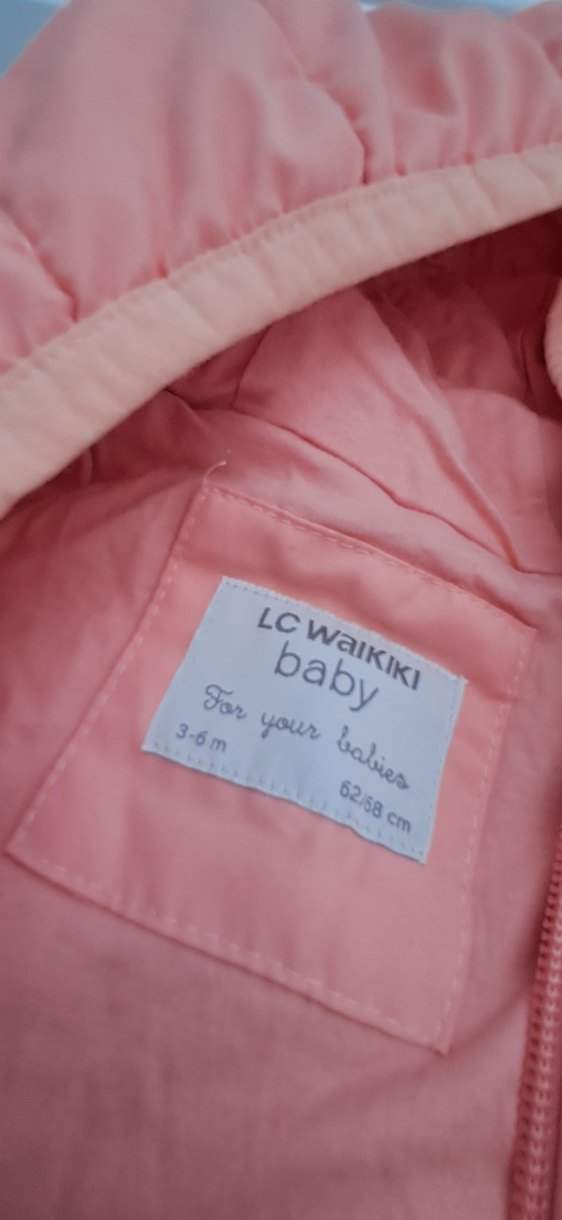 LC WAIKIKI
baby
For your babies
3-6 m
62/68 cm